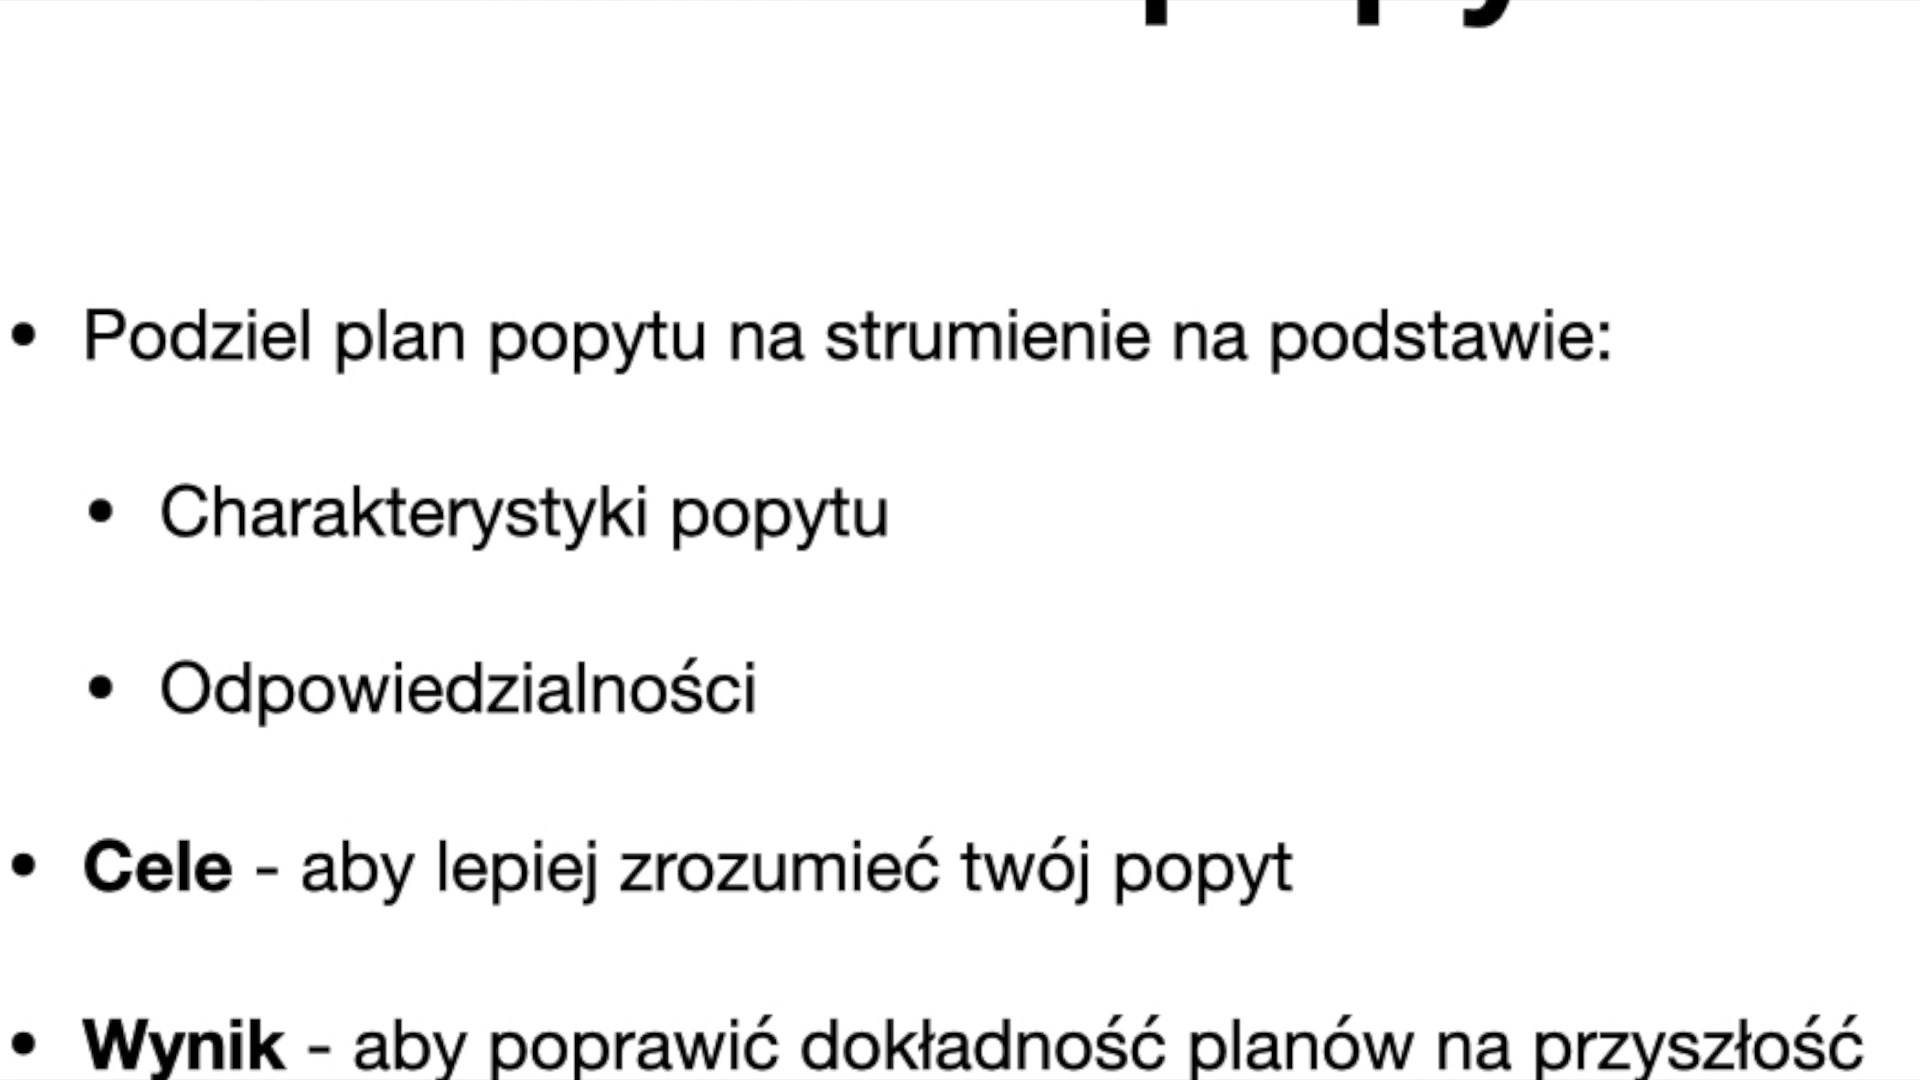 • Podziel plan popytu na strumienie na podstawie:
• Charakterystyki popytu
• Odpowiedzialności
• Cele - aby lepiej zrozumieć twój popyt
• Wynik - aby poprawić dokładność planów na przyszłość